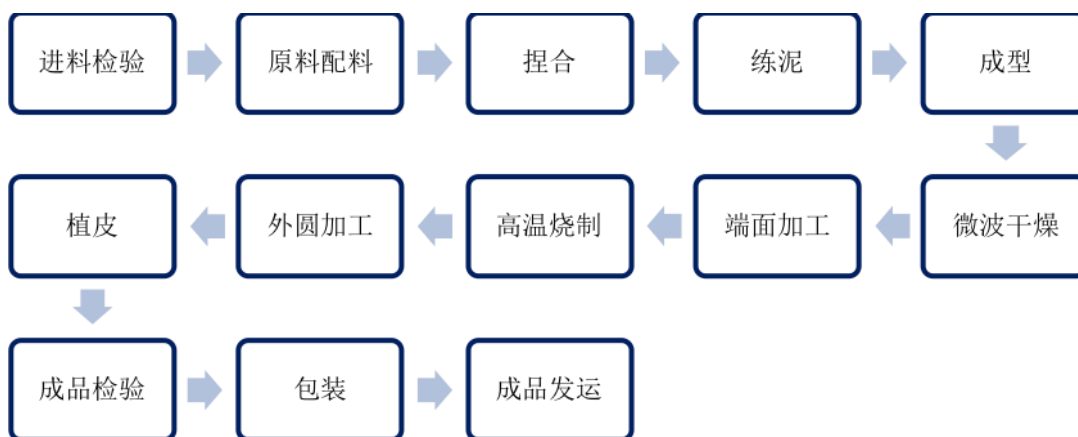 进料检验
原料配料
捏合
练泥
成型
微波干燥
端面加工
高温烧制
外圆加工
植皮
成品检验
包装
成品发运